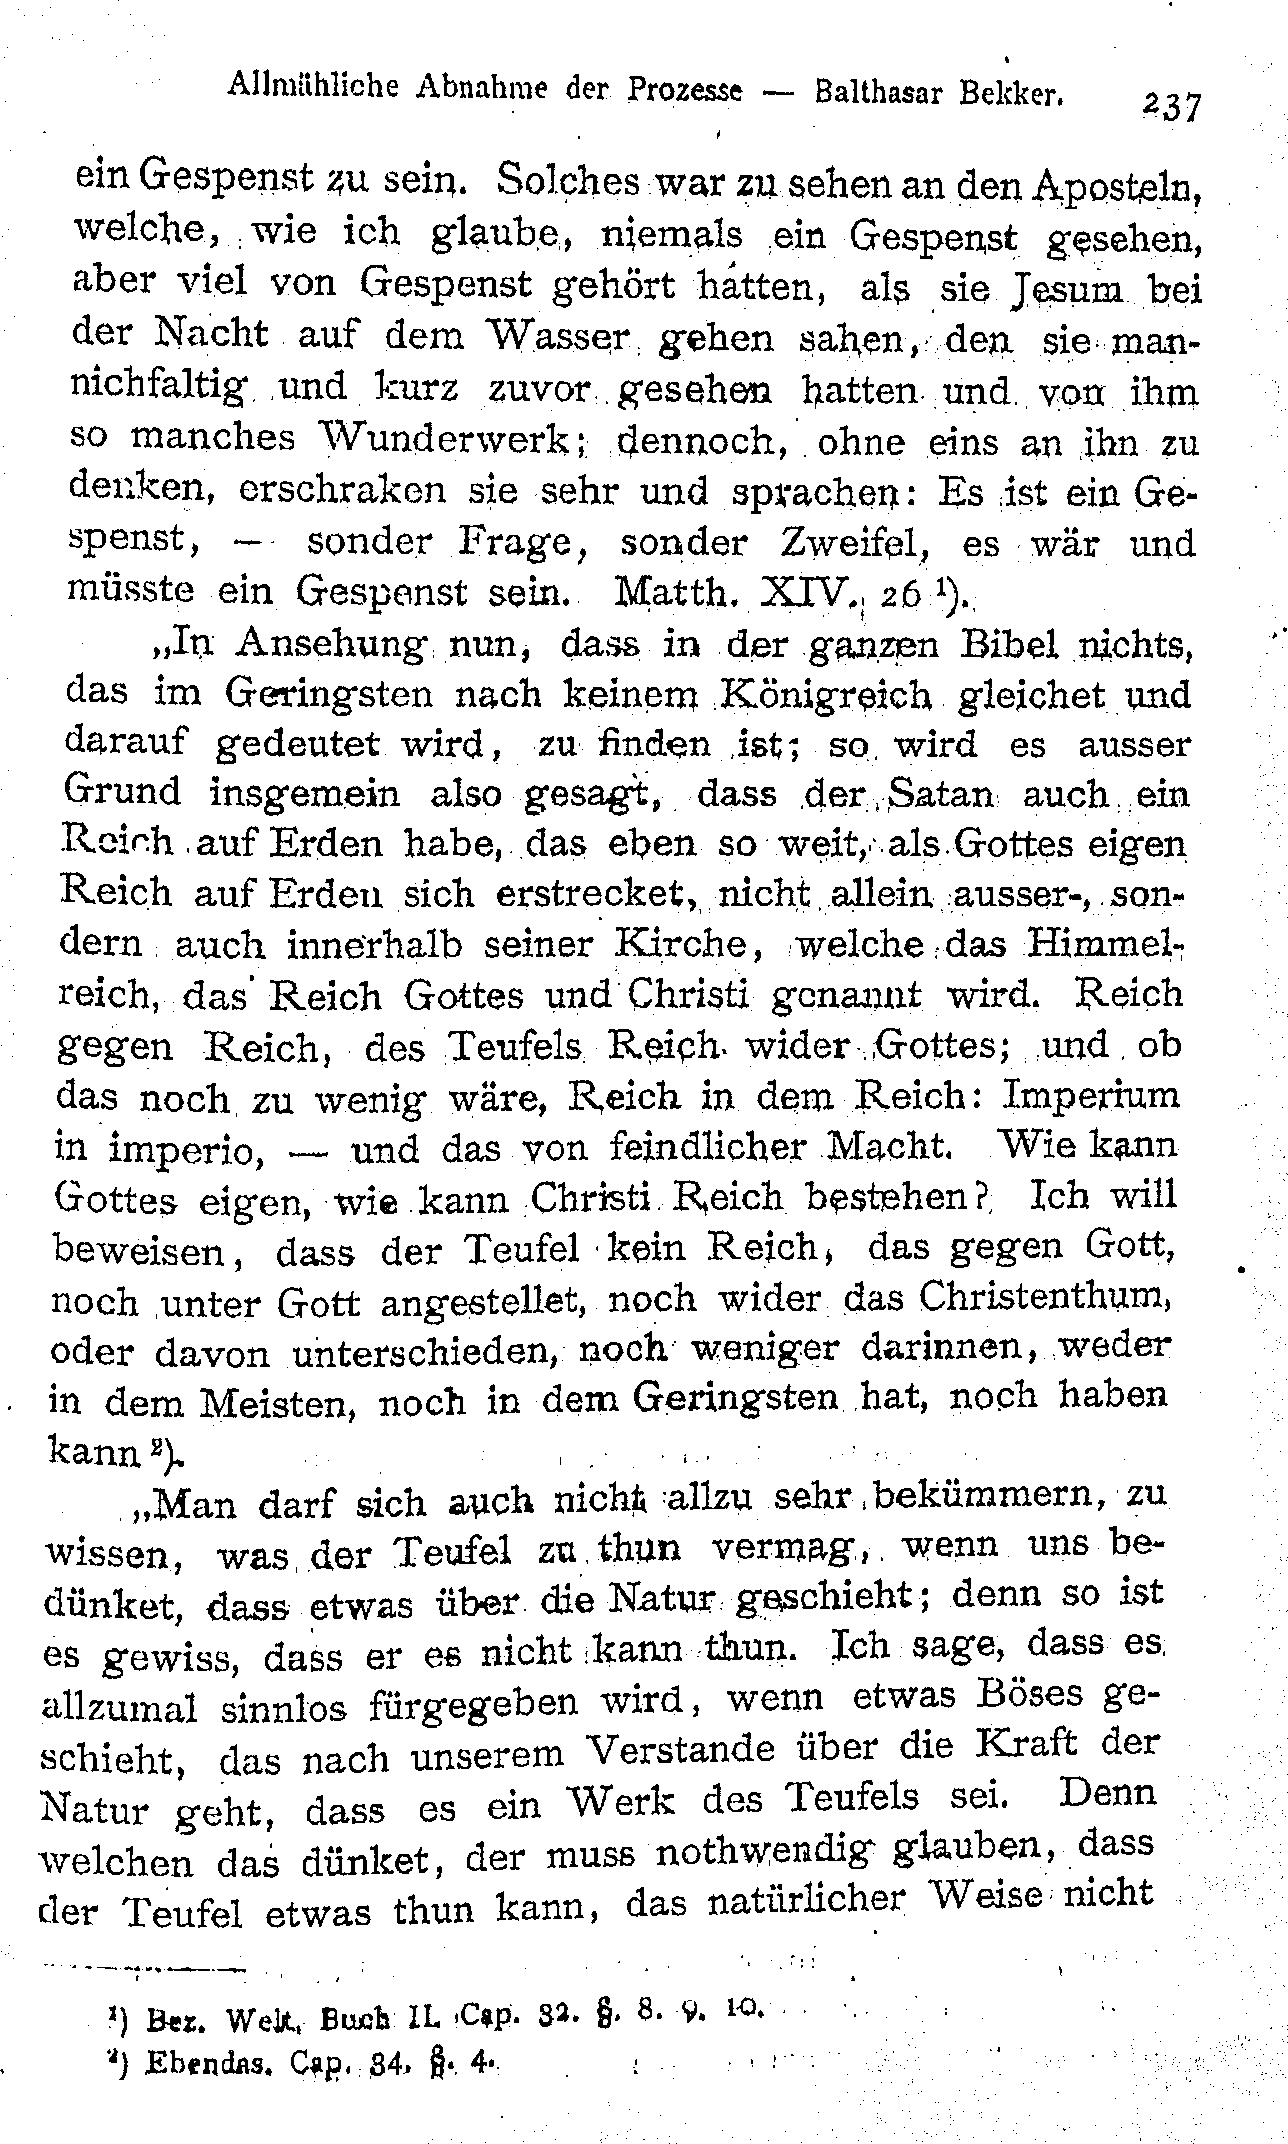 Allmähliche Abnahme der Prozesse — Balthasar Bekker. 237
ein Gespenst zu sein. Solches war zu sehen an den Aposteln,
welche, wie ich glaube, niemals ein Gespenst gesehen,
aber viel von Gespenst gehört hatten, als sie Jesum bei
der Nacht auf dem Wasser gehen sahen, den sie man-
nichfaltig und kurz zuvor gesehen hatten und von ihm
so manches Wunderwerk; dennoch, ohne eins an ihn zu
denken, erschraken sie sehr und sprachen: Es ist ein Ge-
spenst, — sonder Frage, sonder Zweifel, es wär und
müsste ein Gespenst sein. Matth. XIV. 26 ¹).
„In Ansehung nun, dass in der ganzen Bibel nichts,
das im Geringsten nach keinem Königreich gleichet und
darauf gedeutet wird, zu finden ist; so wird es ausser
Grund insgemein also gesagt, dass der Satan auch ein
Reich auf Erden habe, das eben so weit, als Gottes eigen
Reich auf Erden sich erstrecket, nicht allein ausser-, son-
dern auch innerhalb seiner Kirche, welche das Himmel-
reich, das Reich Gottes und Christi genannt wird. Reich
gegen Reich, des Teufels Reich wider Gottes; und ob
das noch zu wenig wäre, Reich in dem Reich: Imperium
in imperio, — und das von feindlicher Macht. Wie kann
Gottes eigen, wie kann Christi Reich bestehen? Ich will
beweisen, dass der Teufel kein Reich, das gegen Gott,
noch unter Gott angestellet, noch wider das Christenthum,
oder davon unterschieden, noch weniger darinnen, weder
in dem Meisten, noch in dem Geringsten hat, noch haben
kann ²).
„Man darf sich auch nicht allzu sehr bekümmern, zu
wissen, was der Teufel zu thun vermag, wenn uns be-
dünket, dass etwas über die Natur geschieht; denn so ist
es gewiss, dass er es nicht kann thun. Ich sage, dass es
allzumal sinnlos fürgegeben wird, wenn etwas Böses ge-
schieht, das nach unserem Verstande über die Kraft der
Natur geht, dass es ein Werk des Teufels sei. Denn
welchen das dünket, der muss nothwendig glauben, dass
der Teufel etwas thun kann, das natürlicher Weise nicht
¹) Bez. Welt, Buch II. Cap. 32. §. 8. 9. 10.
²) Ebendas. Cap. 34. §. 4.